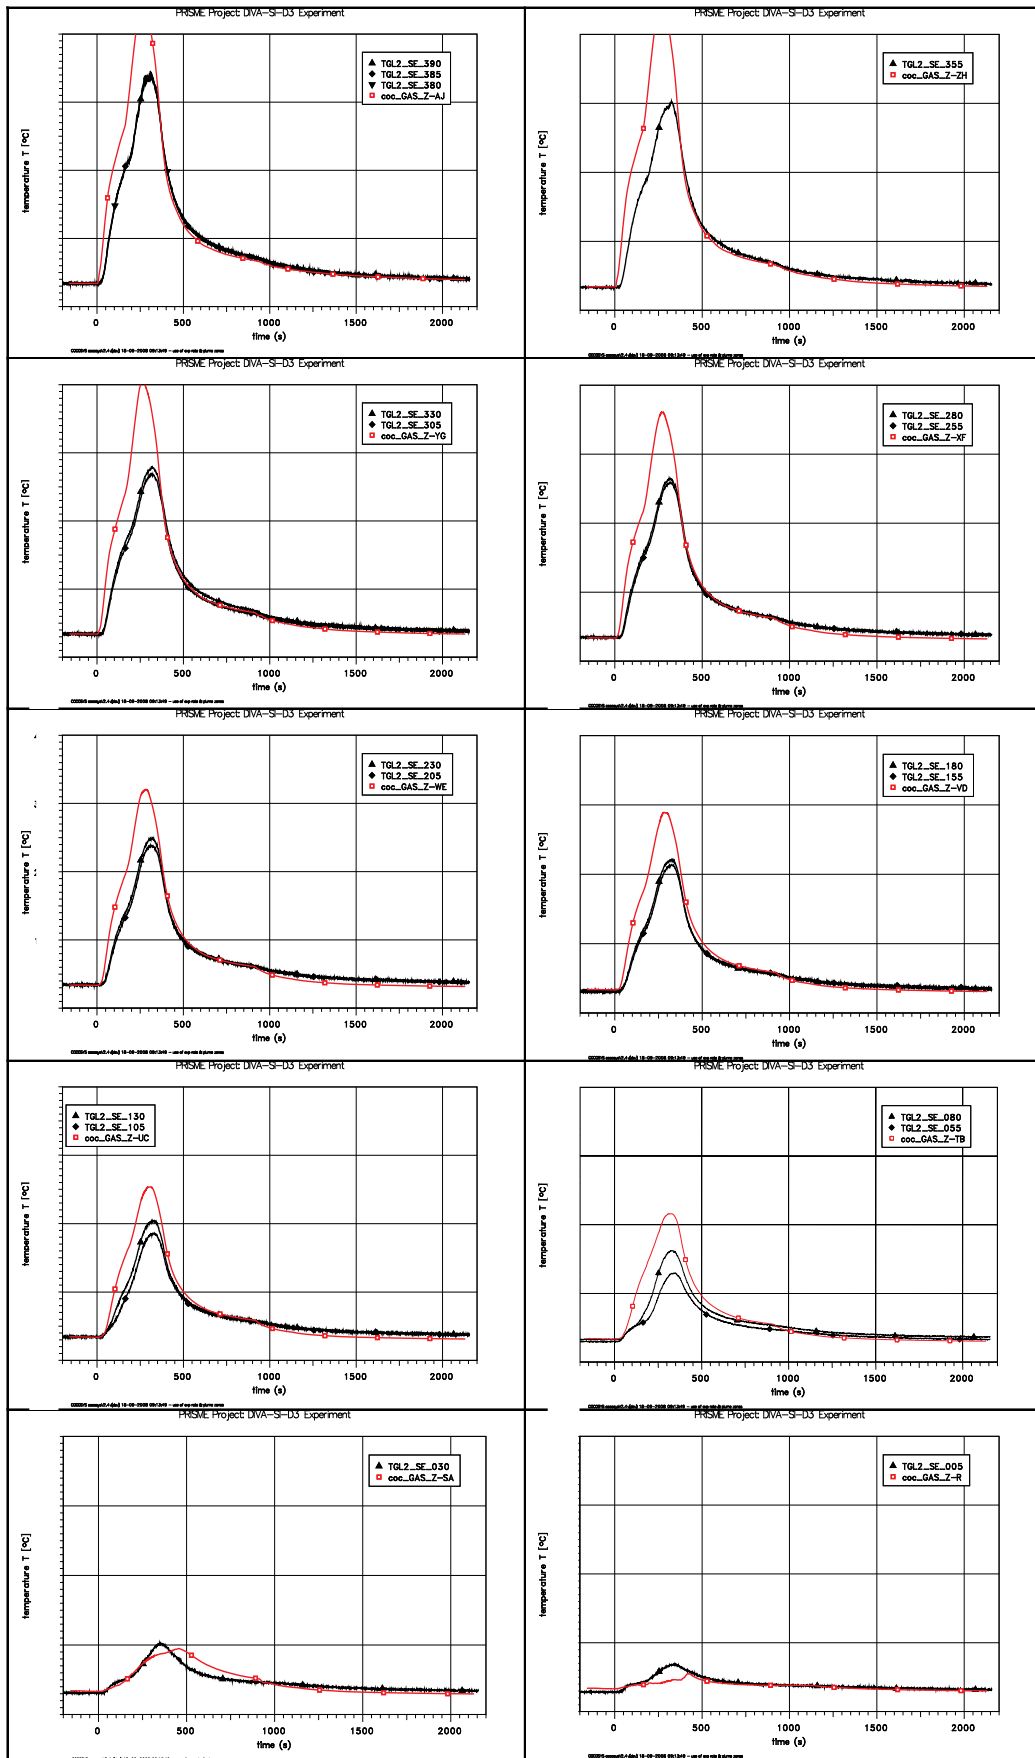 PRISME Project: DIVA-SI-D3 Experiment
temperature T [°C]
TGL2_SE_390
TGL2_SE_385
TGL2_SE_380
coc_GAS_Z-AJ
0 500 1000 1500 2000
time (s)
PRISME Project: DIVA-SI-D3 Experiment
temperature T [°C]
TGL2_SE_355
coc_GAS_Z-ZH
0 500 1000 1500 2000
time (s)
PRISME Project: DIVA-SI-D3 Experiment
temperature T [°C]
TGL2_SE_330
TGL2_SE_305
coc_GAS_Z-YG
0 500 1000 1500 2000
time (s)
PRISME Project: DIVA-SI-D3 Experiment
temperature T [°C]
TGL2_SE_280
TGL2_SE_255
coc_GAS_Z-XF
0 500 1000 1500 2000
time (s)
PRISME Project: DIVA-SI-D3 Experiment
temperature T [°C]
TGL2_SE_230
TGL2_SE_205
coc_GAS_Z-WE
0 500 1000 1500 2000
time (s)
PRISME Project: DIVA-SI-D3 Experiment
temperature T [°C]
TGL2_SE_180
TGL2_SE_155
coc_GAS_Z-VD
0 500 1000 1500 2000
time (s)
PRISME Project: DIVA-SI-D3 Experiment
temperature T [°C]
TGL2_SE_130
TGL2_SE_105
coc_GAS_Z-UC
0 500 1000 1500 2000
time (s)
PRISME Project: DIVA-SI-D3 Experiment
temperature T [°C]
TGL2_SE_080
TGL2_SE_055
coc_GAS_Z-TB
0 500 1000 1500 2000
time (s)
PRISME Project: DIVA-SI-D3 Experiment
temperature T [°C]
TGL2_SE_030
coc_GAS_Z-SA
0 500 1000 1500 2000
time (s)
PRISME Project: DIVA-SI-D3 Experiment
temperature T [°C]
TGL2_SE_005
coc_GAS_Z-R
0 500 1000 1500 2000
time (s)